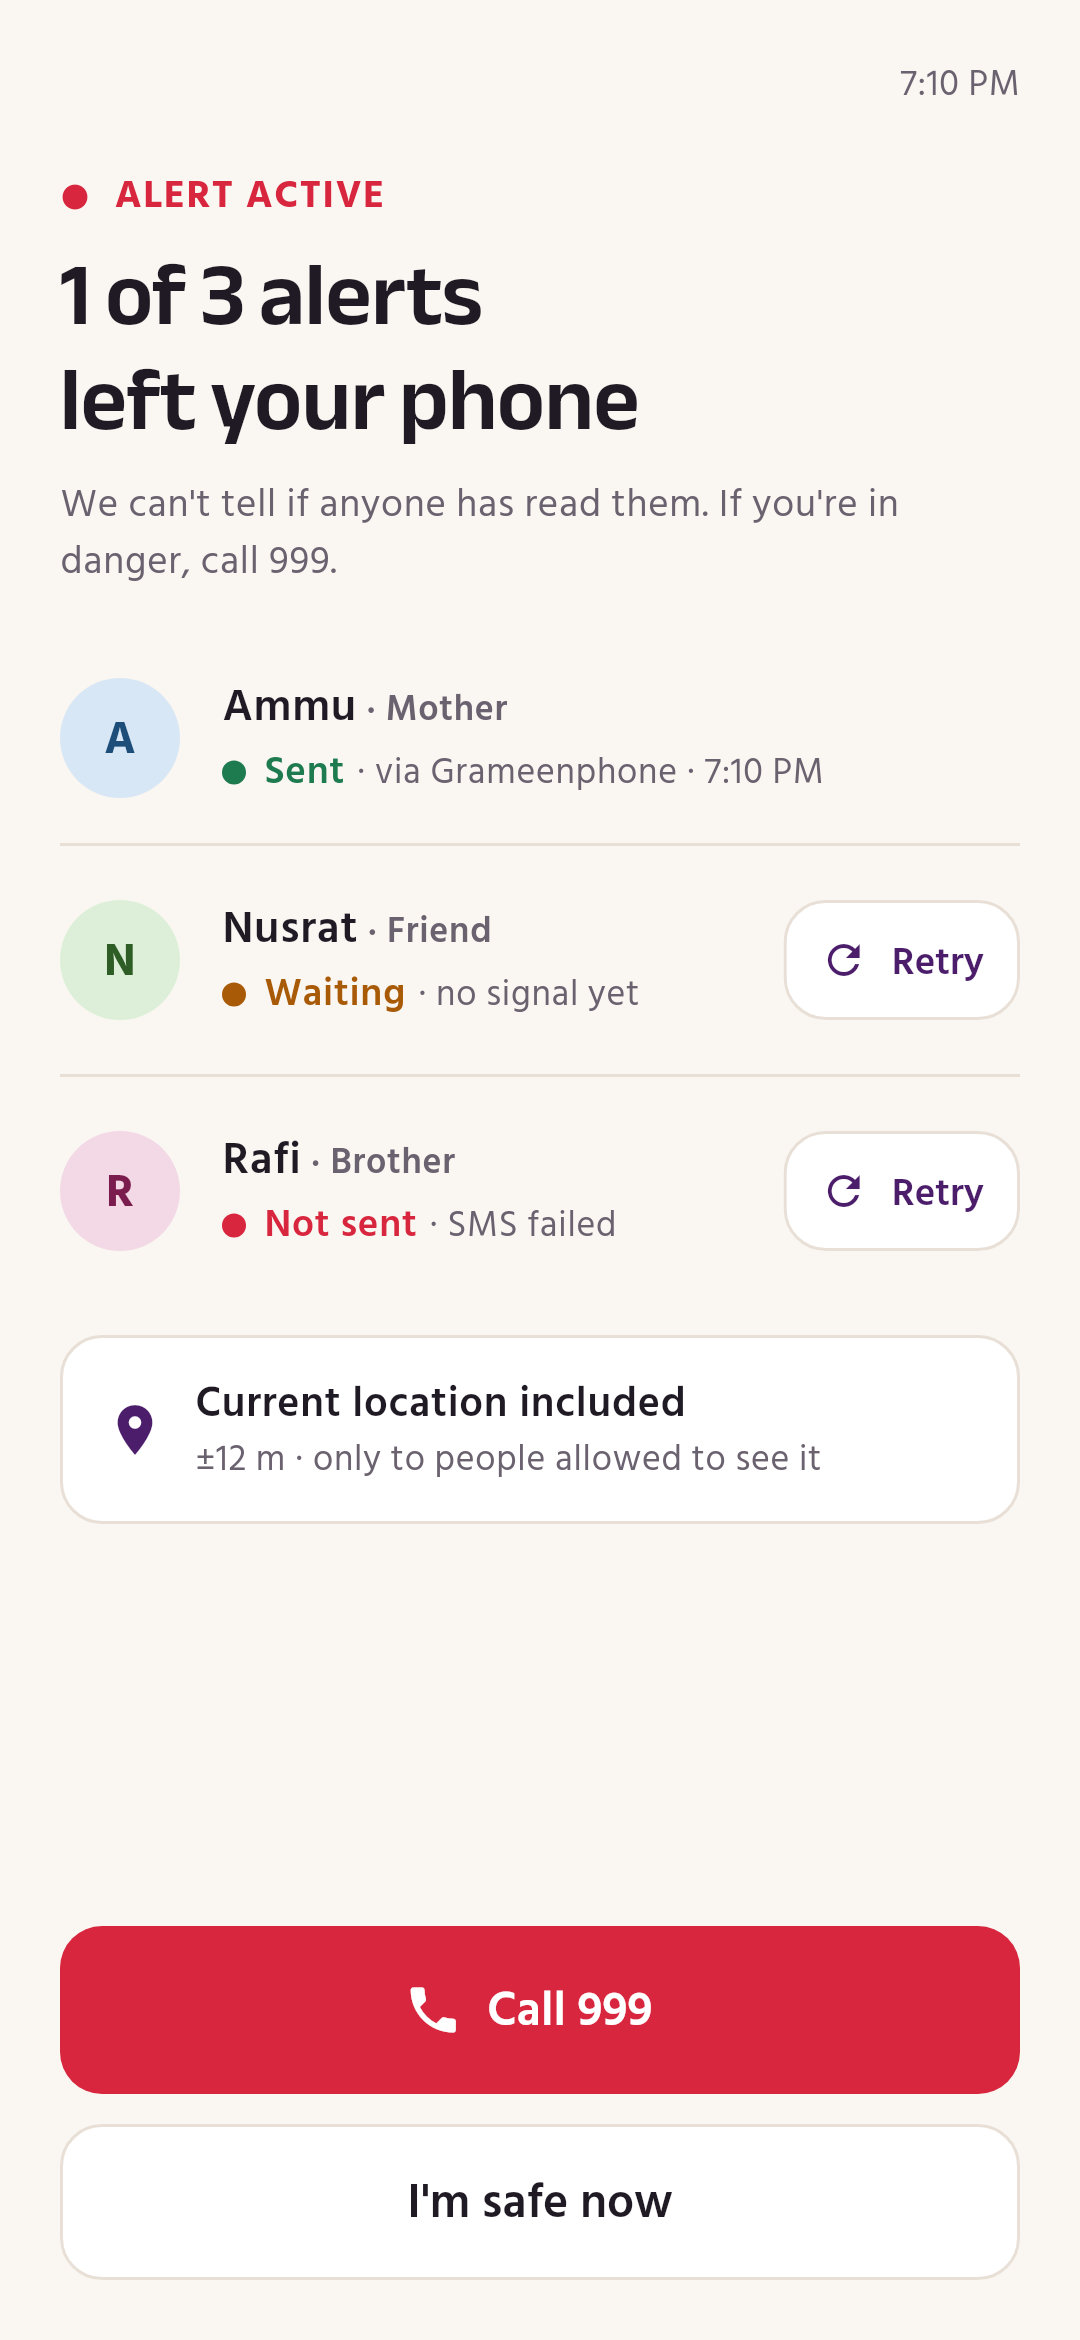 7:10 PM
ALERT ACTIVE
1 of 3 alerts
left your phone
We can't tell if anyone has read them. If you're in
danger, call 999.
A
Ammu · Mother
Sent · via Grameenphone · 7:10 PM
N
Nusrat · Friend
Waiting · no signal yet
Retry
R
Rafi · Brother
Not sent · SMS failed
Retry
Current location included
±12 m · only to people allowed to see it
Call 999
I'm safe now